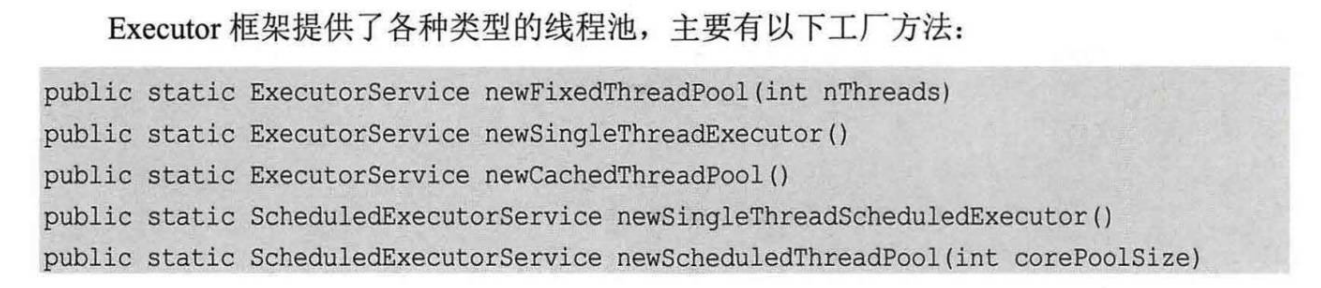 Executor 框架提供了各种类型的线程池，主要有以下工厂方法：
public static ExecutorService newFixedThreadPool(int nThreads)
public static ExecutorService newSingleThreadExecutor()
public static ExecutorService newCachedThreadPool()
public static ScheduledExecutorService newSingleThreadScheduledExecutor()
public static ScheduledExecutorService newScheduledThreadPool(int corePoolSize)